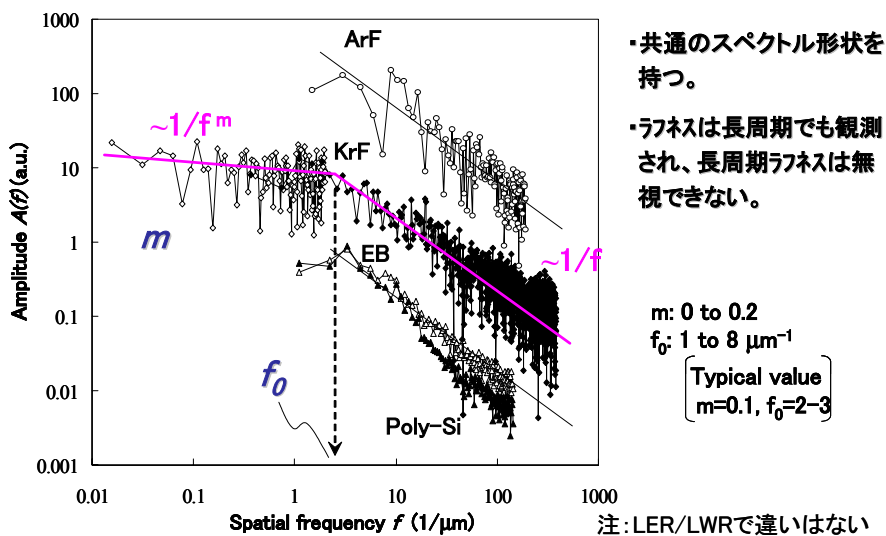 1000
100
10
1
0.1
0.01
0.001
Amplitude A(f) (a.u.)
ArF
~1/f m
KrF
m
EB
~1/f
f0
Poly-Si
0.01 0.1 1 10 100 1000
Spatial frequency f (1/μm)
・共通のスペクトル形状を
持つ。
・ラフネスは長周期でも観測
され、長周期ラフネスは無
視できない。
m: 0 to 0.2
f0: 1 to 8 μm−1
Typical value
m=0.1, f0=2-3
注：LER/LWRで違いはない